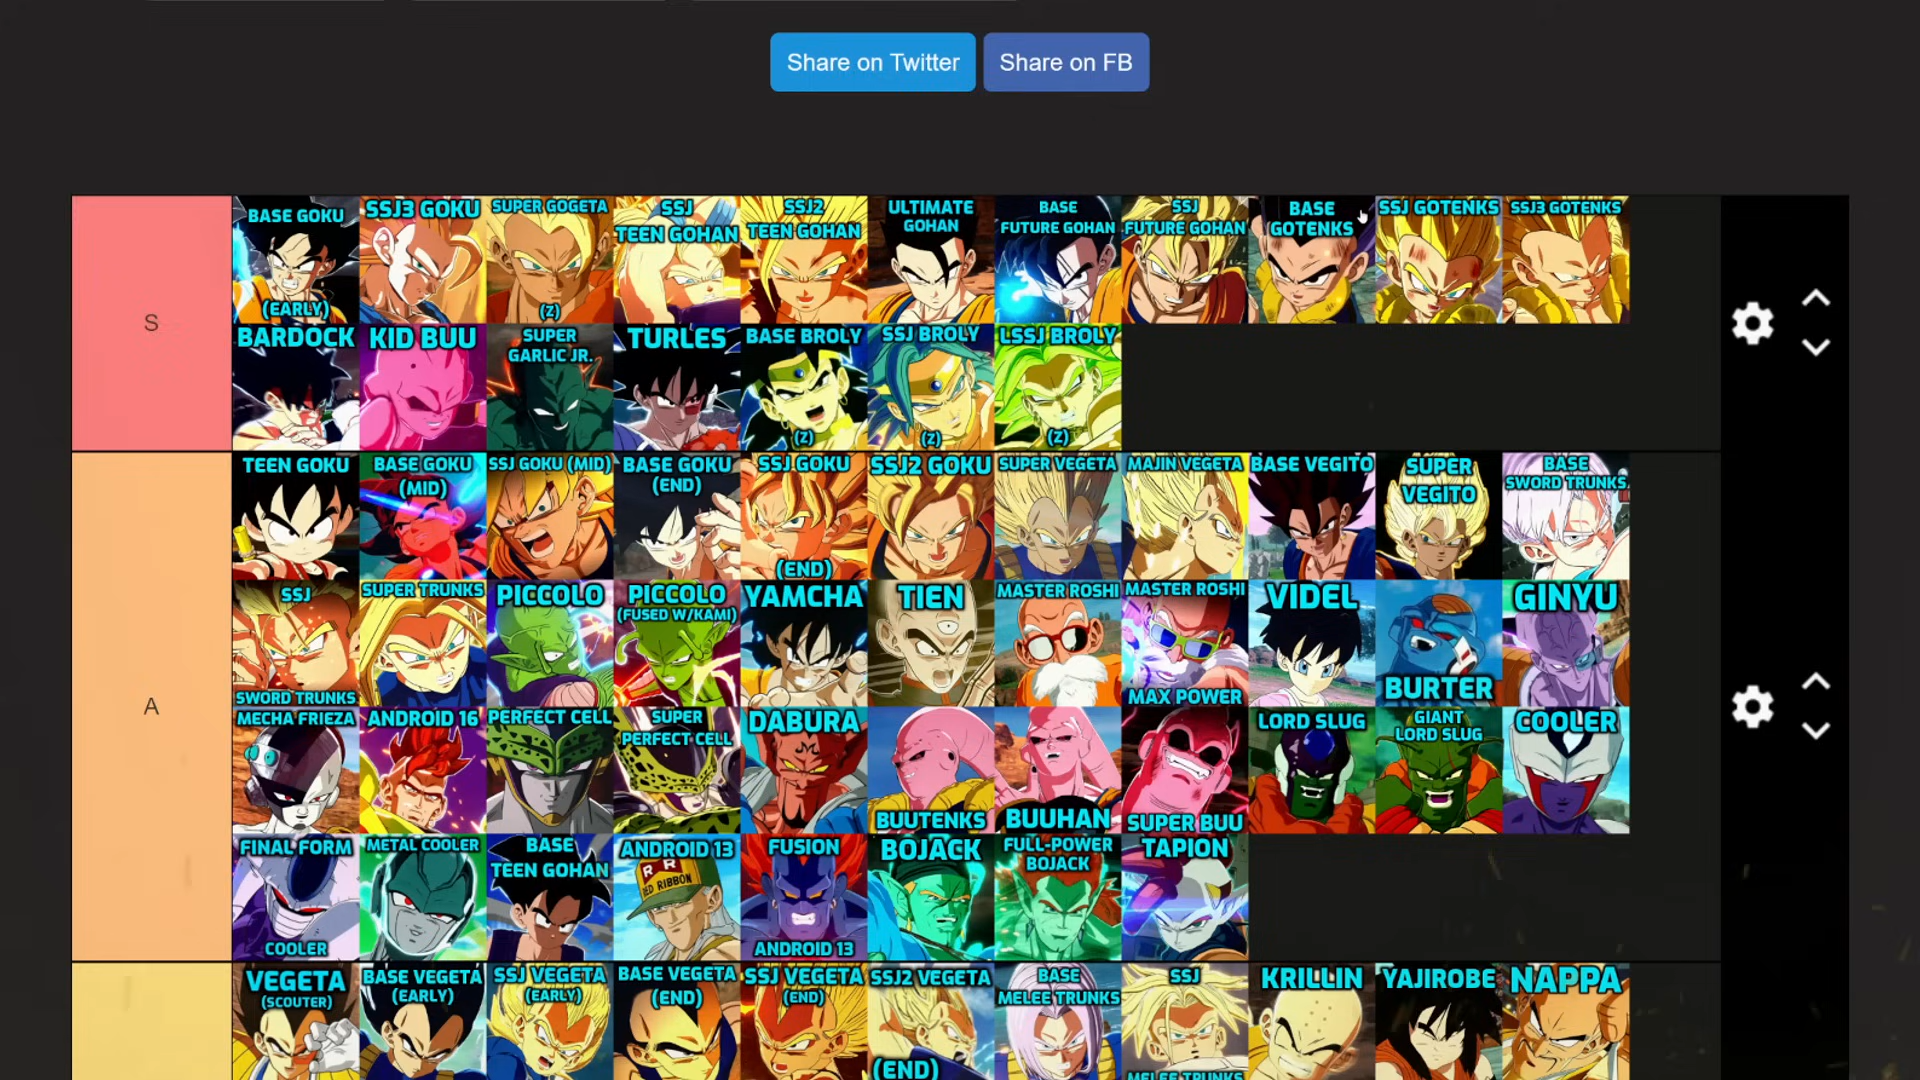 Share on Twitter
Share on FB
S
BASE GOKU
(EARLY)
SSJ3 GOKU
SUPER GOGETA
(Z)
SSJ
TEEN GOHAN
SSJ2
TEEN GOHAN
ULTIMATE
GOHAN
BASE
FUTURE GOHAN
SSJ
FUTURE GOHAN
BASE
GOTENKS
SSJ GOTENKS
SSJ3 GOTENKS
BARDOCK
KID BUU
SUPER
GARLIC JR.
TURLES
BASE BROLY
(Z)
SSJ BROLY
(Z)
LSSJ BROLY
(Z)
A
TEEN GOKU
BASE GOKU
(MID)
SSJ GOKU (MID)
BASE GOKU
(END)
SSJ GOKU
(END)
SSJ2 GOKU
SUPER VEGETA
MAJIN VEGETA
BASE VEGITO
SUPER
VEGITO
BASE
SWORD TRUNKS
SSJ
SWORD TRUNKS
SUPER TRUNKS
PICCOLO
PICCOLO
(FUSED W/KAMI)
YAMCHA
TIEN
MASTER ROSHI
MASTER ROSHI
MAX POWER
VIDEL
BURTER
GINYU
MECHA FRIEZA
ANDROID 16
PERFECT CELL
SUPER
PERFECT CELL
DABURA
BUUTENKS
BUUHAN
SUPER BUU
LORD SLUG
GIANT
LORD SLUG
COOLER
FINAL FORM
COOLER
METAL COOLER
BASE
TEEN GOHAN
ANDROID 13
RR
RED RIBBON
FUSION
ANDROID 13
BOJACK
FULL-POWER
BOJACK
TAPION
VEGETA
(SCOUTER)
BASE VEGETA
(EARLY)
SSJ VEGETA
(EARLY)
BASE VEGETA
(END)
SSJ VEGETA
(END)
SSJ2 VEGETA
(END)
BASE
MELEE TRUNKS
SSJ
MELEE TRUNKS
KRILLIN
YAJIROBE
NAPPA